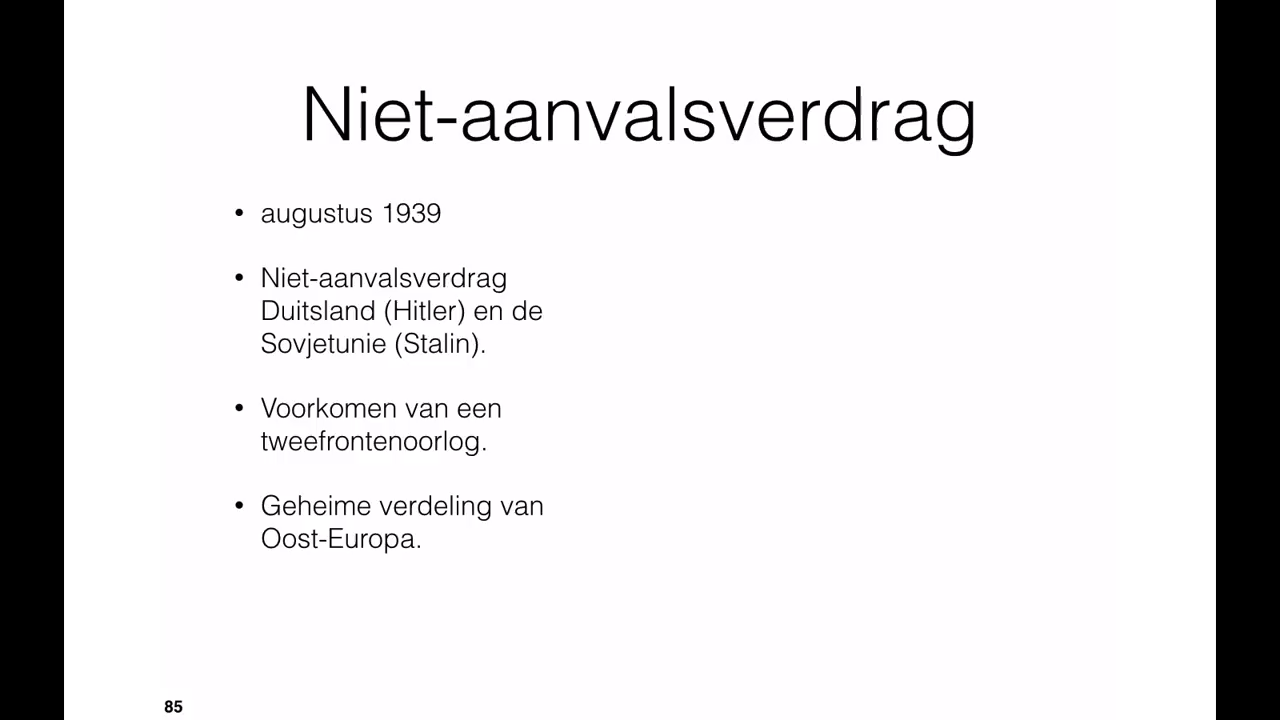 Niet-aanvalsverdrag
• augustus 1939
• Niet-aanvalsverdrag
Duitsland (Hitler) en de
Sovjetunie (Stalin).
• Voorkomen van een
tweefrontenoorlog.
• Geheime verdeling van
Oost-Europa.
85